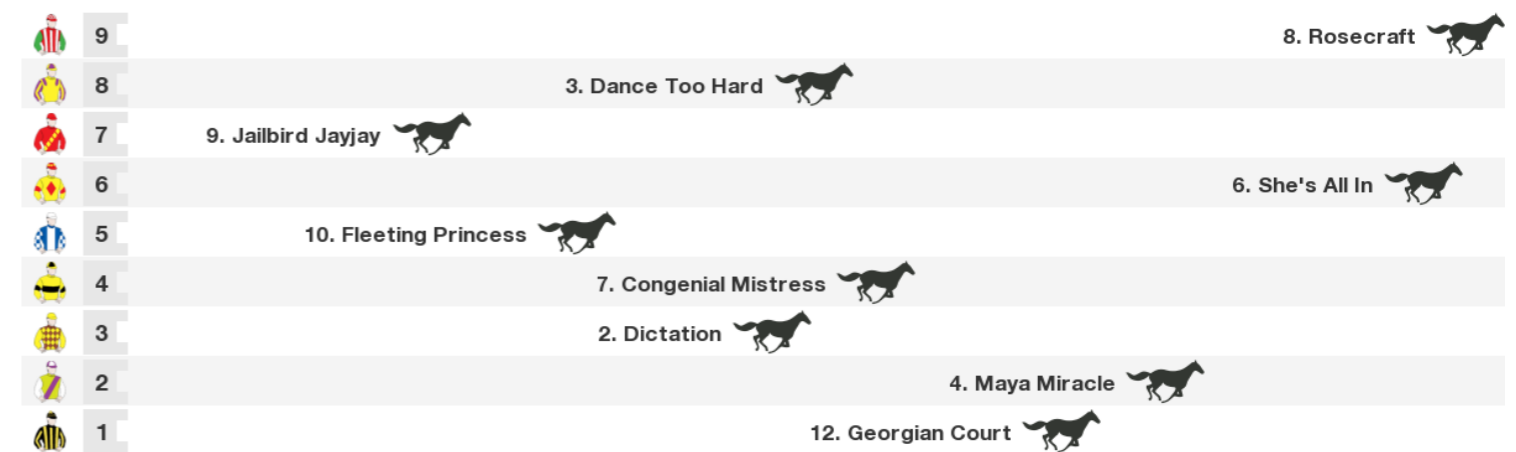 9 8. Rosecraft
8 3. Dance Too Hard
7 9. Jailbird Jayjay
6 6. She's All In
5 10. Fleeting Princess
4 7. Congenial Mistress
3 2. Dictation
2 4. Maya Miracle
1 12. Georgian Court